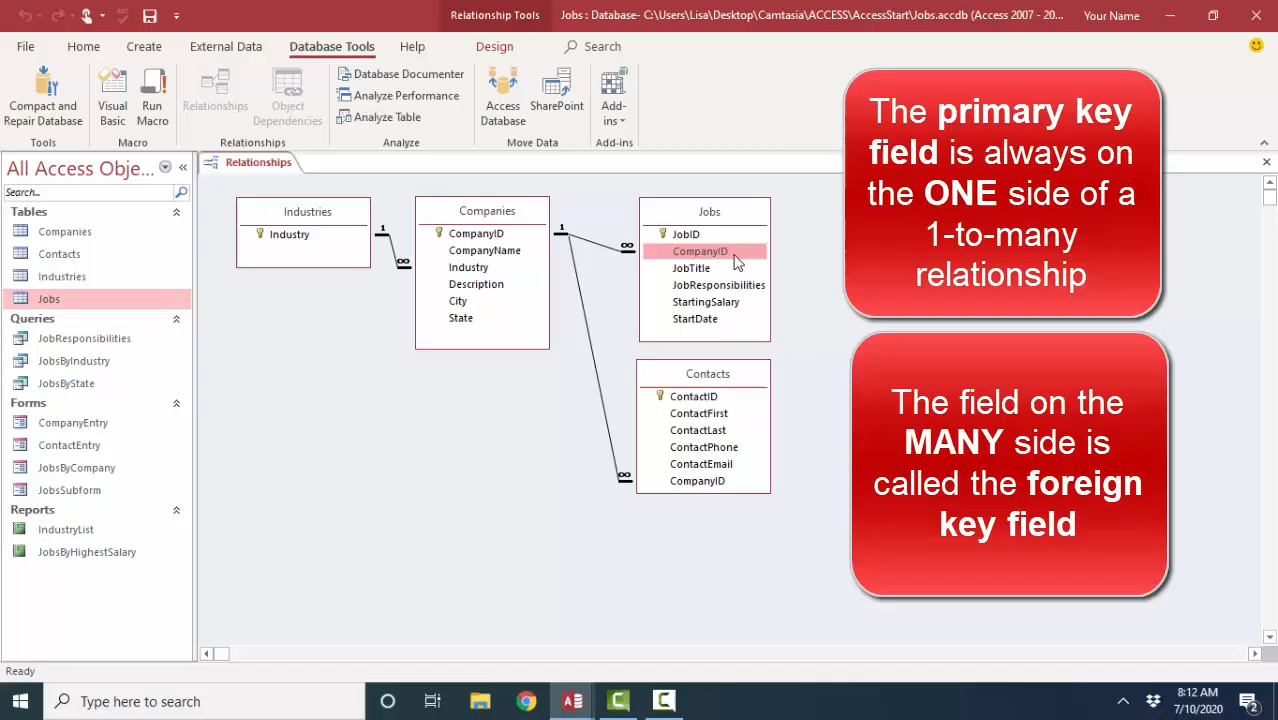 Relationship Tools
Jobs : Database- C:\Users\Lisa\Desktop\Camtasia\ACCESS\AccessStart\Jobs.accdb (Access 2007 - 20...
Your Name
File
Home
Create
External Data
Database Tools
Help
Design
Search
Compact and
Repair Database
Visual
Basic
Run
Macro
Relationships
Object
Dependencies
Database Documenter
Analyze Performance
Analyze Table
Access
Database
SharePoint
Add-
ins
Tools
Macro
Relationships
Analyze
Move Data
Add-ins
All Access Obje...
Search...
Tables
Companies
Contacts
Industries
Jobs
Queries
JobResponsibilities
JobsByIndustry
JobsByState
Forms
CompanyEntry
ContactEntry
JobsByCompany
JobsSubform
Reports
IndustryList
JobsByHighestSalary
Relationships
Industries
Industry
1
∞
Companies
CompanyID
CompanyName
Industry
Description
City
State
1
∞
∞
Jobs
JobID
CompanyID
JobTitle
JobResponsibilities
StartingSalary
StartDate
Contacts
ContactID
ContactFirst
ContactLast
ContactPhone
ContactEmail
CompanyID
The primary key
field is always on
the ONE side of a
1-to-many
relationship
The field on the
MANY side is
called the foreign
key field
Ready
Type here to search
8:12 AM
7/10/2020
2